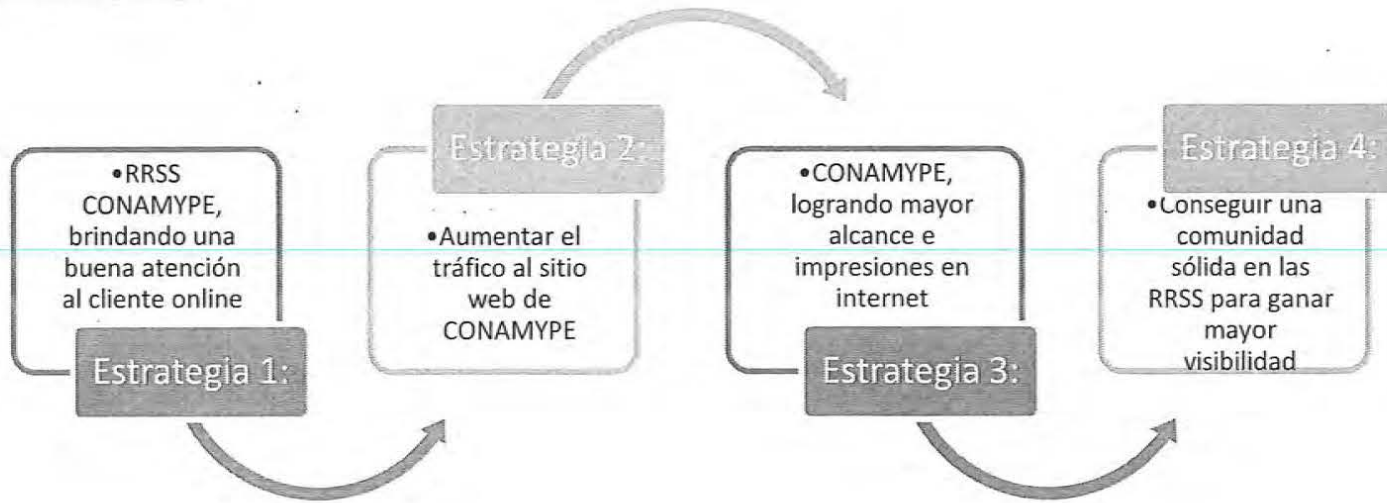 •RRSS
CONAMYPE,
brindando una
buena atención
al cliente online
Estrategia 1:
Estrategia 2:
•Aumentar el
tráfico al sitio
web de
CONAMYPE
•CONAMYPE,
logrando mayor
alcance e
impresiones en
internet
Estrategia 3:
Estrategia 4:
•Conseguir una
comunidad
sólida en las
RRSS para ganar
mayor
visibilidad